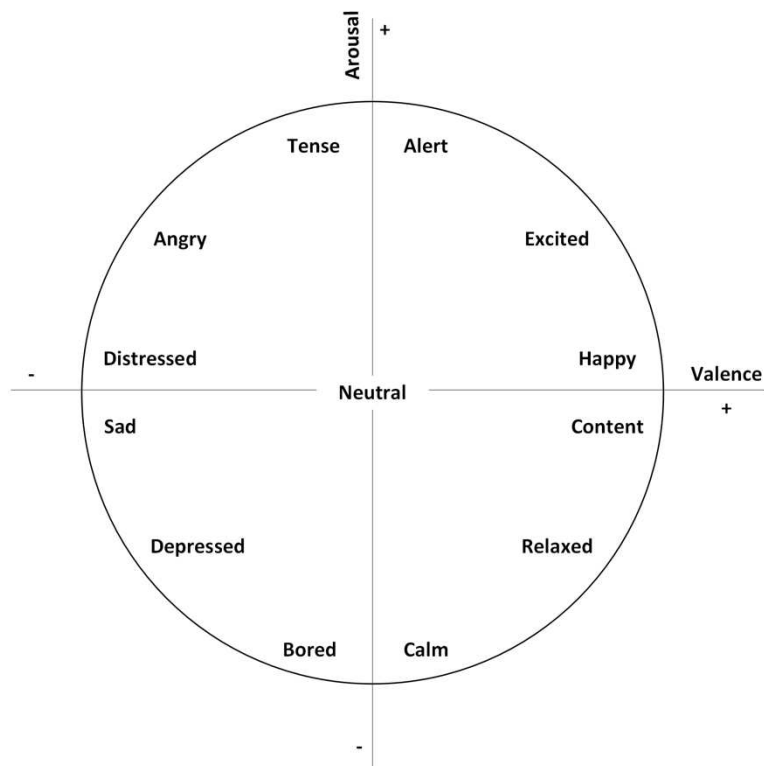 Arousal
+
Tense
Alert
Angry
Excited
Distressed
Happy
-
Valence
Neutral
+
Sad
Content
Depressed
Relaxed
Bored
Calm
-